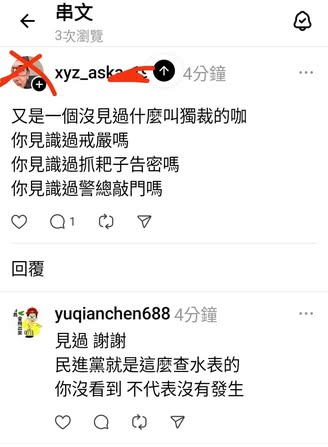 串文
3次瀏覽
4分鐘
又是一個沒見過什麼叫獨裁的咖
你見識過戒嚴嗎
你見識過抓耙子告密嗎
你見識過警總敲門嗎
1
回覆
yuqianchen688 4分鐘
見過 謝謝
民進黨就是這麼查水表的
你沒看到 不代表沒有發生